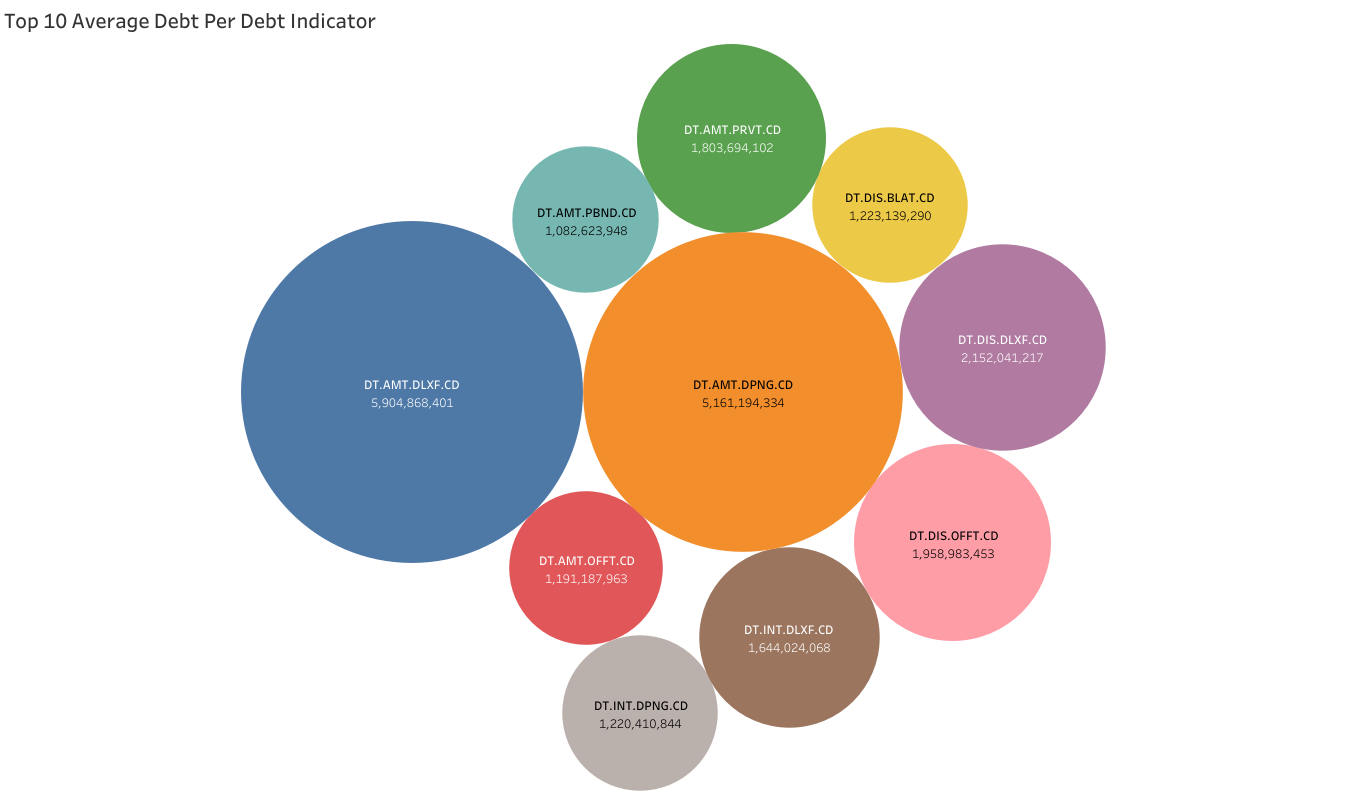 Top 10 Average Debt Per Debt Indicator
DT.AMT.PRVT.CD
1,803,694,102
DT.DIS.BLAT.CD
1,223,139,290
DT.AMT.PBND.CD
1,082,623,948
DT.DIS.DLXF.CD
2,152,041,217
DT.AMT.DLXF.CD
5,904,868,401
DT.AMT.DPNG.CD
5,161,194,334
DT.DIS.OFFT.CD
1,958,983,453
DT.AMT.OFFT.CD
1,191,187,963
DT.INT.DLXF.CD
1,644,024,068
DT.INT.DPNG.CD
1,220,410,844